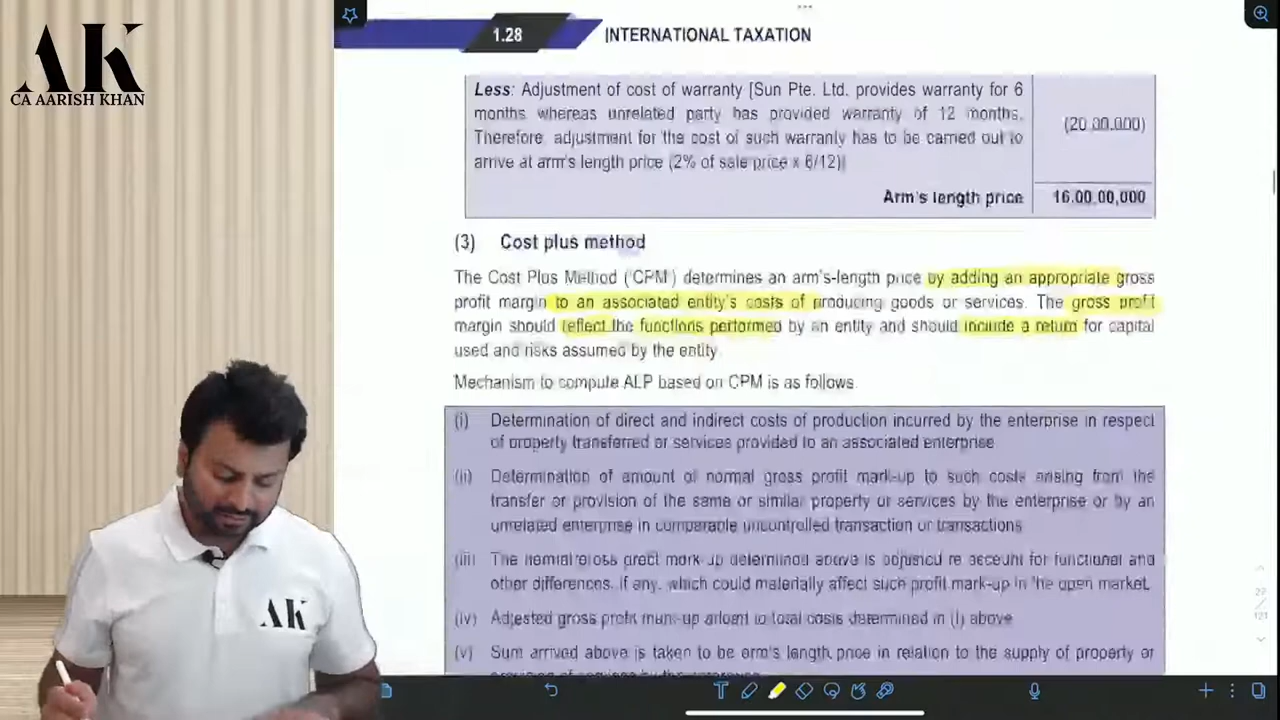 AK
CA AARISH KHAN
AK
1.28
INTERNATIONAL TAXATION
Less: Adjustment of cost of warranty [Sun Pte. Ltd. provides warranty for 6
months whereas unrelated party has provided warranty of 12 months.
Therefore adjustment for the cost of such warranty has to be carried out to
arrive at arm's length price (2% of sale price x 6/12)]
(20,00,000)
Arm's length price
16,00,00,000
(3) Cost plus method
The Cost Plus Method ('CPM') determines an arm's-length price by adding an appropriate gross
profit margin to an associated entity's costs of producing goods or services. The gross profit
margin should reflect the functions performed by an entity and should include a return for capital
used and risks assumed by the entity
Mechanism to compute ALP based on CPM is as follows
(i) Determination of direct and indirect costs of production incurred by the enterprise in respect
of property transferred or services provided to an associated enterprise
(ii) Determination of amount of normal gross profit mark-up to such costs arising from the
transfer or provision of the same or similar property or services by the enterprise or by an
unrelated enterprise in comparable uncontrolled transaction or transactions
(iii) The gross mark-up determined above is to account for functional and
other differences, if any, which could materially affect such profit mark-up in the open market.
(iv) Adjusted gross profit mark-up to total costs determined in (i) above
(v) Sum arrived above is taken to be arm's length price in relation to the supply of property or